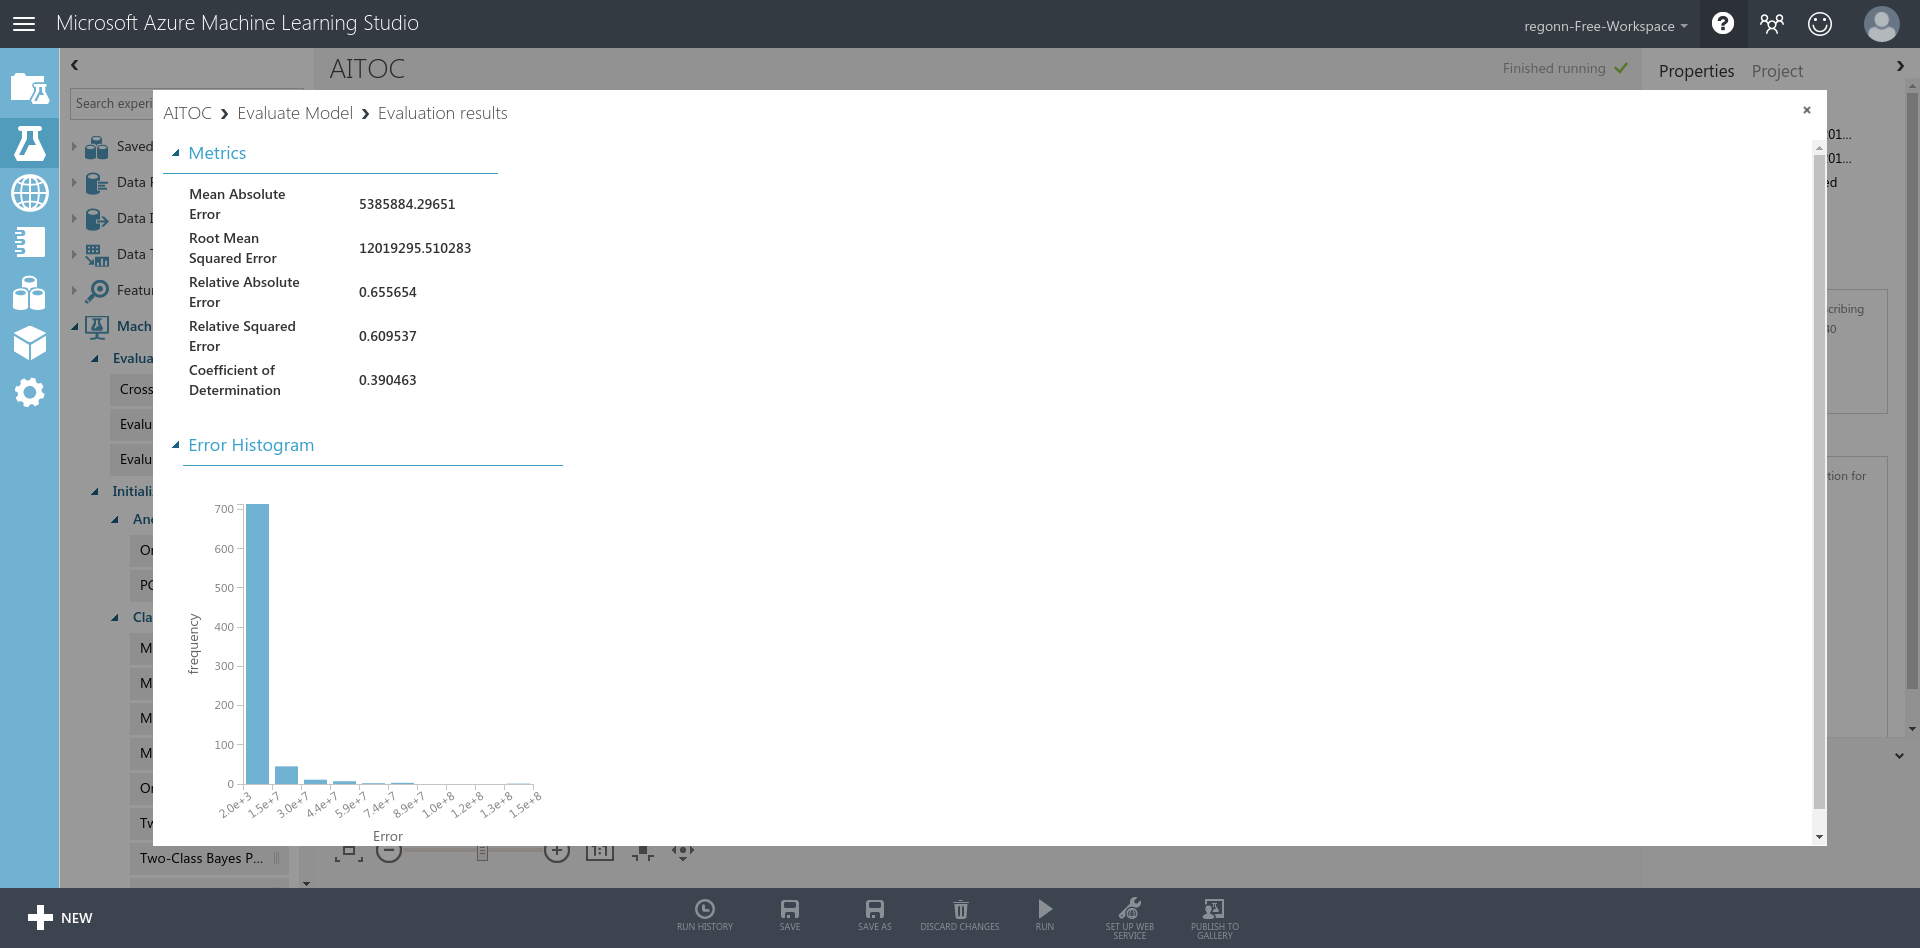 Microsoft Azure Machine Learning Studio
regonn-Free-Workspace
AITOC
Finished running
Properties
Project
Search experi
Saved
Data
Data
Data
Featu
Mach
Evalua
Cross
Evalu
Evalu
Initiali
Two-Class Bayes P...
AITOC > Evaluate Model > Evaluation results
Metrics
Mean Absolute
Error
5385884.29651
Root Mean
Squared Error
12019295.510283
Relative Absolute
Error
0.655654
Relative Squared
Error
0.609537
Coefficient of
Determination
0.390463
Error Histogram
700
600
500
400
300
200
100
0
frequency
2.0e+3
1.5e+7
3.0e+7
4.4e+7
5.9e+7
7.4e+7
8.9e+7
1.0e+8
1.2e+8
1.3e+8
1.5e+8
Error
01...
01...
ed
cribing
40
tion for
1:1
NEW
RUN HISTORY
SAVE
SAVE AS
DISCARD CHANGES
RUN
SET UP WEB
SERVICE
PUBLISH TO
GALLERY